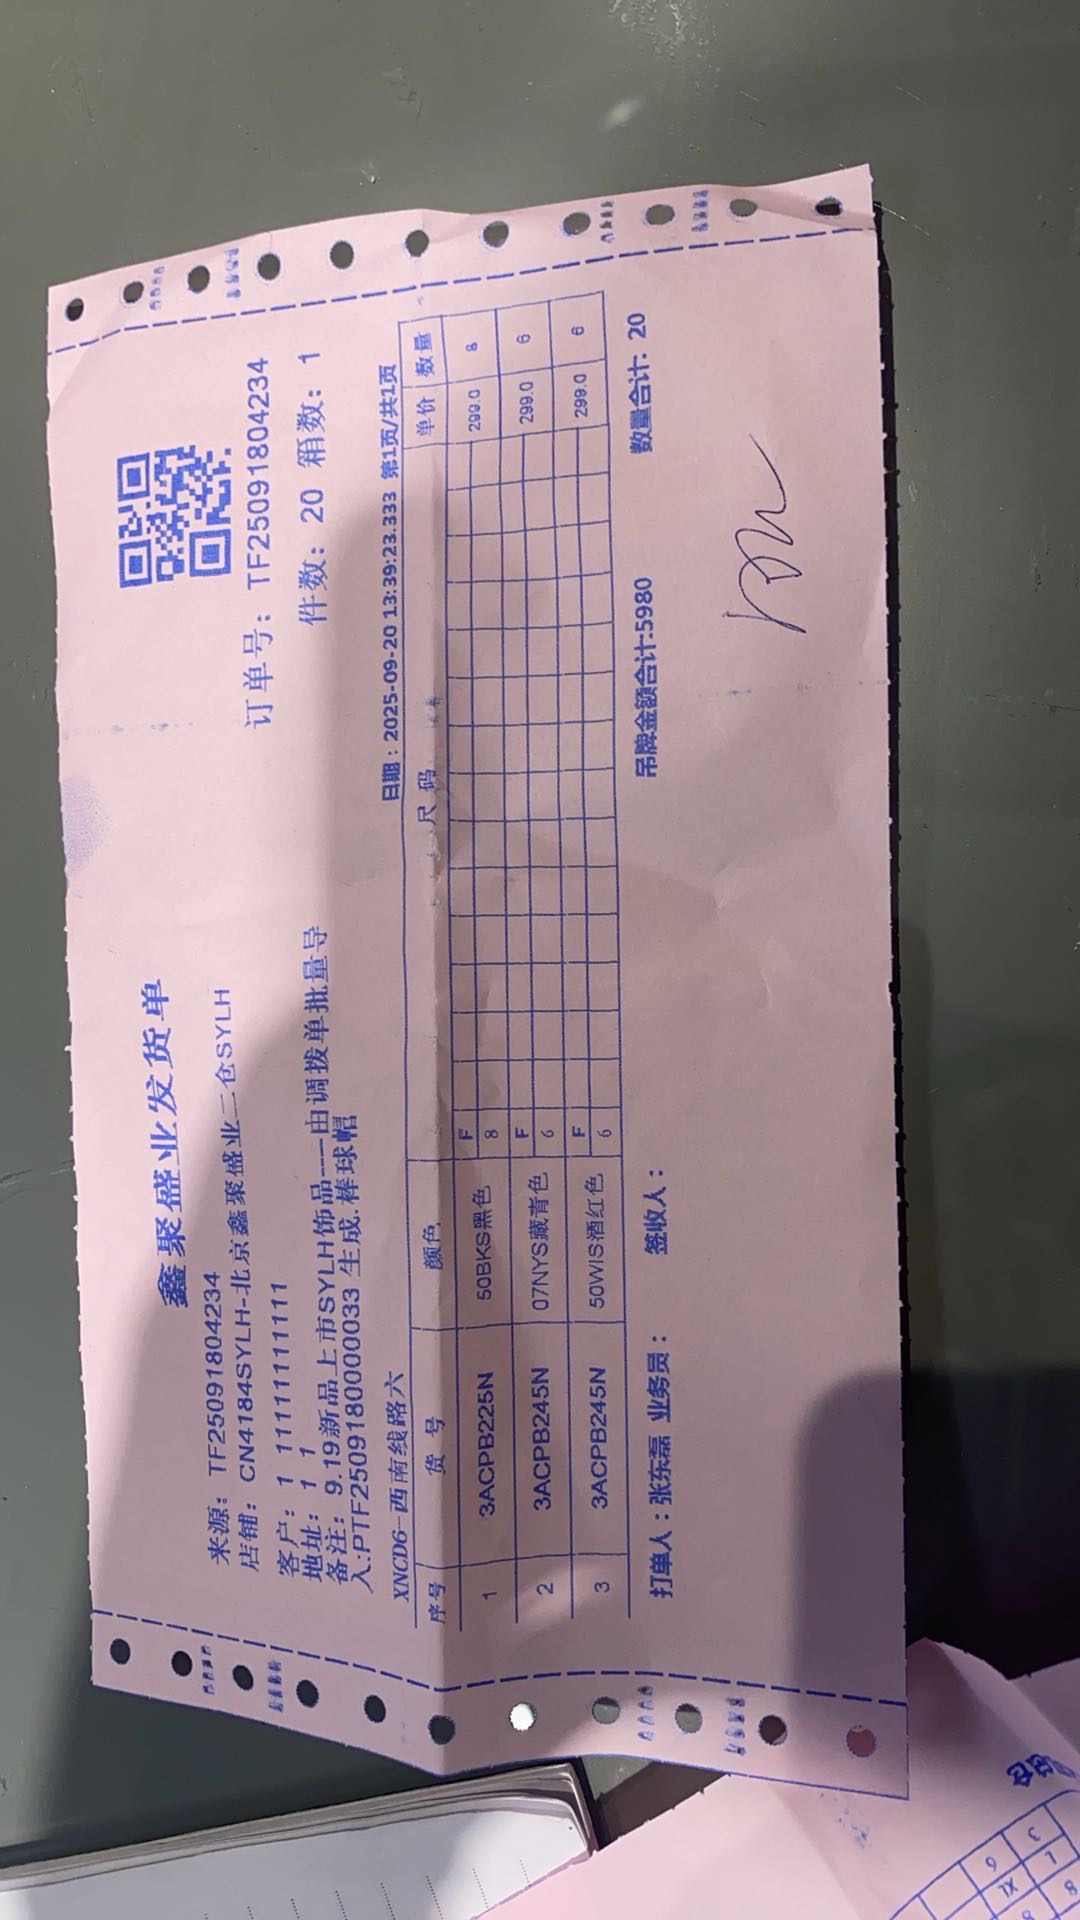 鑫聚盛业发货单
来源: TF25091804234
店铺: CN4184SYLH-北京鑫聚盛业二仓SYLH
订单号: TF25091804234
客户: 1 11111111111
件数: 20 箱数: 1
地址: 1 1
备注: 9.19新品上市SYLH饰品---由调拨单批量导
入:PTF2509180000033 生成.棒球帽
XNCD6-西南线路六
日期：2025-09-20 13:39:23.333 第1页/共1页
序号 货号 颜色 尺码 单价 数量
F
1 3ACPB225N 50BKS黑色 8 299.0 8
F
2 3ACPB245N 07NYS藏青色 6 299.0 6
F
3 3ACPB245N 50WIS酒红色 6 299.0 6
打单人：张东磊 业务员： 签收人： 吊牌金额合计:5980 数量合计: 20
6 3
XL L
8 8